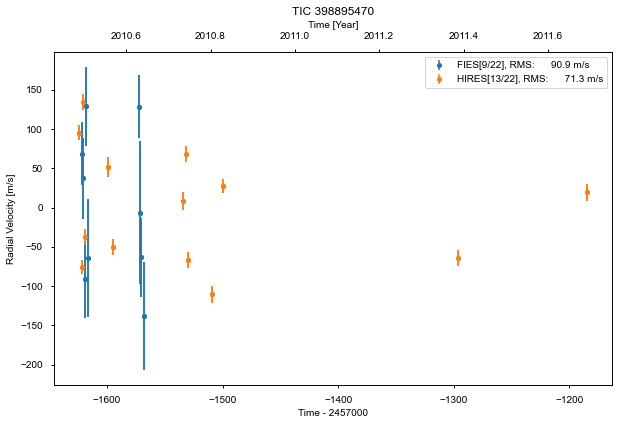 TIC 398895470
Time [Year]
2010.6 2010.8 2011.0 2011.2 2011.4 2011.6
FIES[9/22], RMS: 90.9 m/s
HIRES[13/22], RMS: 71.3 m/s
Radial Velocity [m/s]
150
100
50
0
−50
−100
−150
−200
−1600 −1500 −1400 −1300 −1200
Time - 2457000